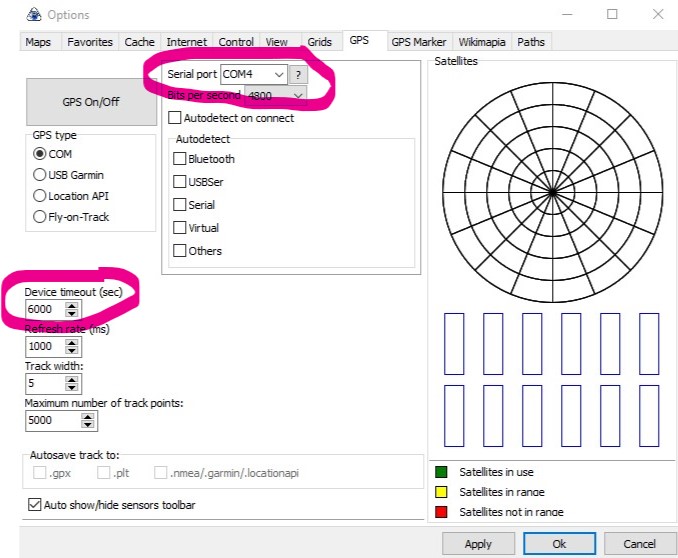 Options
Maps Favorites Cache Internet Control View Grids GPS GPS Marker Wikimapia Paths
GPS On/Off
GPS type
COM
USB Garmin
Location API
Fly-on-Track
Serial port COM4 ?
Bits per second 4800
Autodetect on connect
Autodetect
Bluetooth
USBSer
Serial
Virtual
Others
Device timeout (sec)
6000
Refresh rate (ms)
1000
Track width:
5
Maximum number of track points:
5000
Autosave track to:
.gpx .plt .nmea/.garmin/.locationapi
Auto show/hide sensors toolbar
Satellites
Satellites in use
Satellites in range
Satellites not in range
Apply Ok Cancel